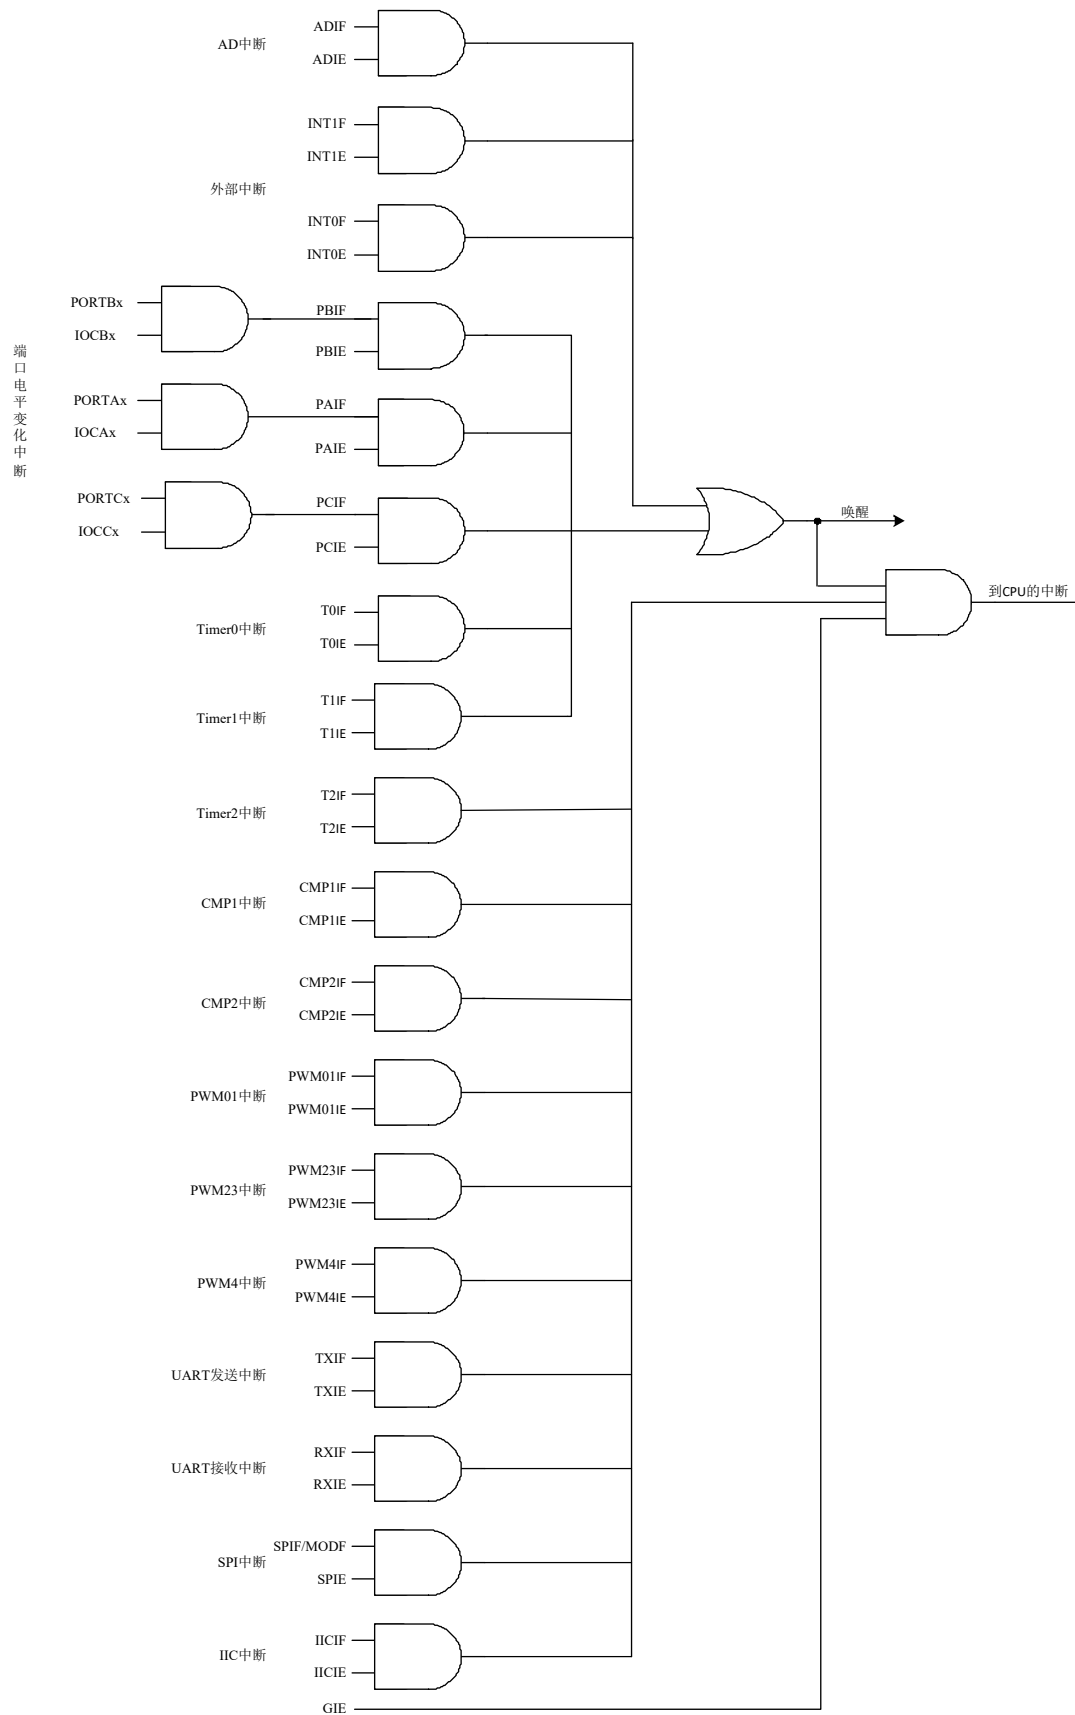 ADIF
AD中断
ADIE
INT1F
INT1E
外部中断
INT0F
INT0E
PORTBx
IOCBx
PBIF
PBIE
端口电平变化中断
PORTAx
IOCAx
PAIF
PAIE
PORTCx
IOCCx
PCIF
PCIE
唤醒
到CPU的中断
T0IF
Timer0中断
T0IE
T1IF
Timer1中断
T1IE
T2IF
Timer2中断
T2IE
CMP1IF
CMP1中断
CMP1IE
CMP2IF
CMP2中断
CMP2IE
PWM01IF
PWM01中断
PWM01IE
PWM23IF
PWM23中断
PWM23IE
PWM4IF
PWM4中断
PWM4IE
TXIF
UART发送中断
TXIE
RXIF
UART接收中断
RXIE
SPIF/MODF
SPI中断
SPIE
IICIF
IIC中断
IICIE
GIE